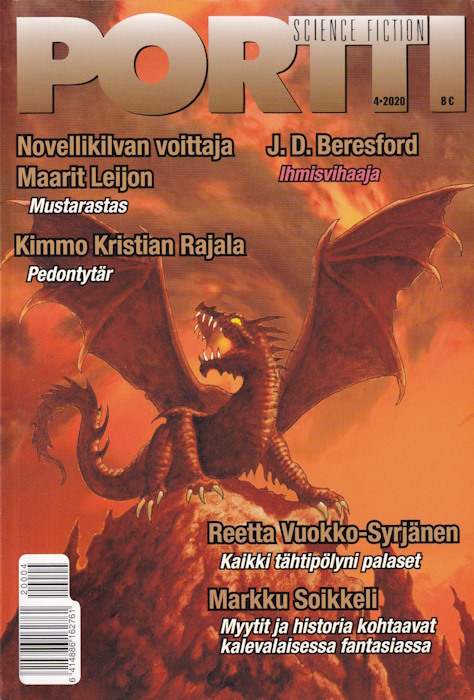 PORTTI
SCIENCE FICTION
4•2020
8 €
Novellikilvan voittaja
Maarit Leijon
Mustarastas
J. D. Beresford
Ihmisvihaaja
Kimmo Kristian Rajala
Pedontytär
Reetta Vuokko-Syrjänen
Kaikki tähtipölyni palaset
Markku Soikkeli
Myytit ja historia kohtaavat
kalevalaisessa fantasiassa
20004
6 414886 162761